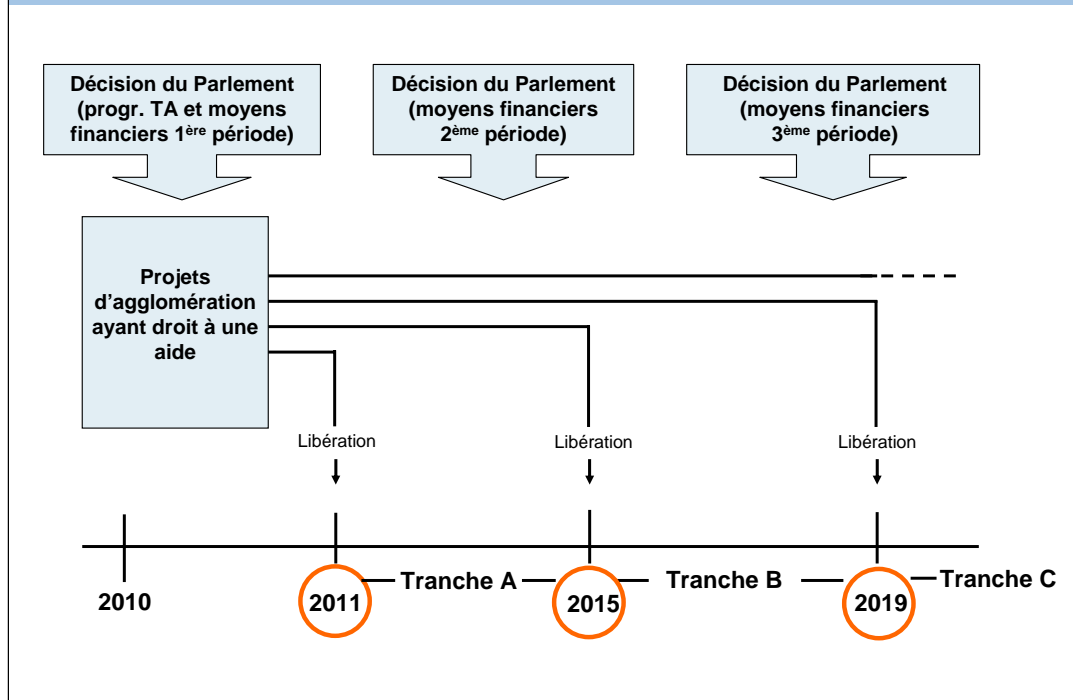 Décision du Parlement
(progr. TA et moyens
financiers 1ère période)
Décision du Parlement
(moyens financiers
2ème période)
Décision du Parlement
(moyens financiers
3ème période)
Projets
d'agglomération
ayant droit à une
aide
Libération
Libération
Libération
2010
2011
Tranche A
2015
Tranche B
2019
Tranche C